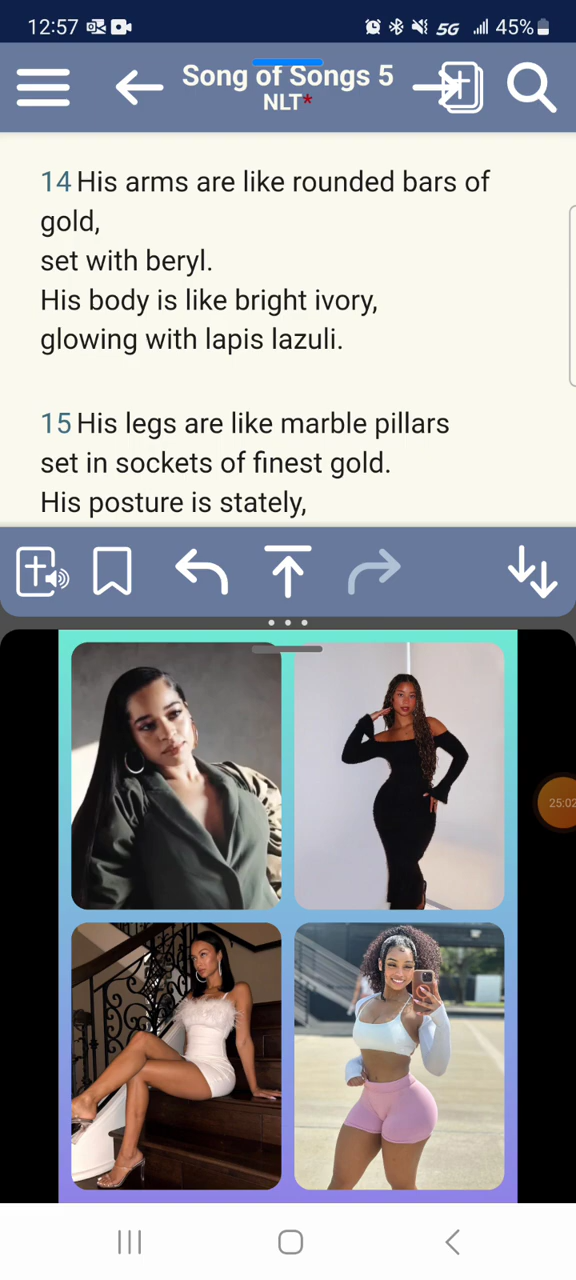 12:57
5G
45%
Song of Songs 5
NLT*
14 His arms are like rounded bars of
gold,
set with beryl.
His body is like bright ivory,
glowing with lapis lazuli.
15 His legs are like marble pillars
set in sockets of finest gold.
His posture is stately,
25:02